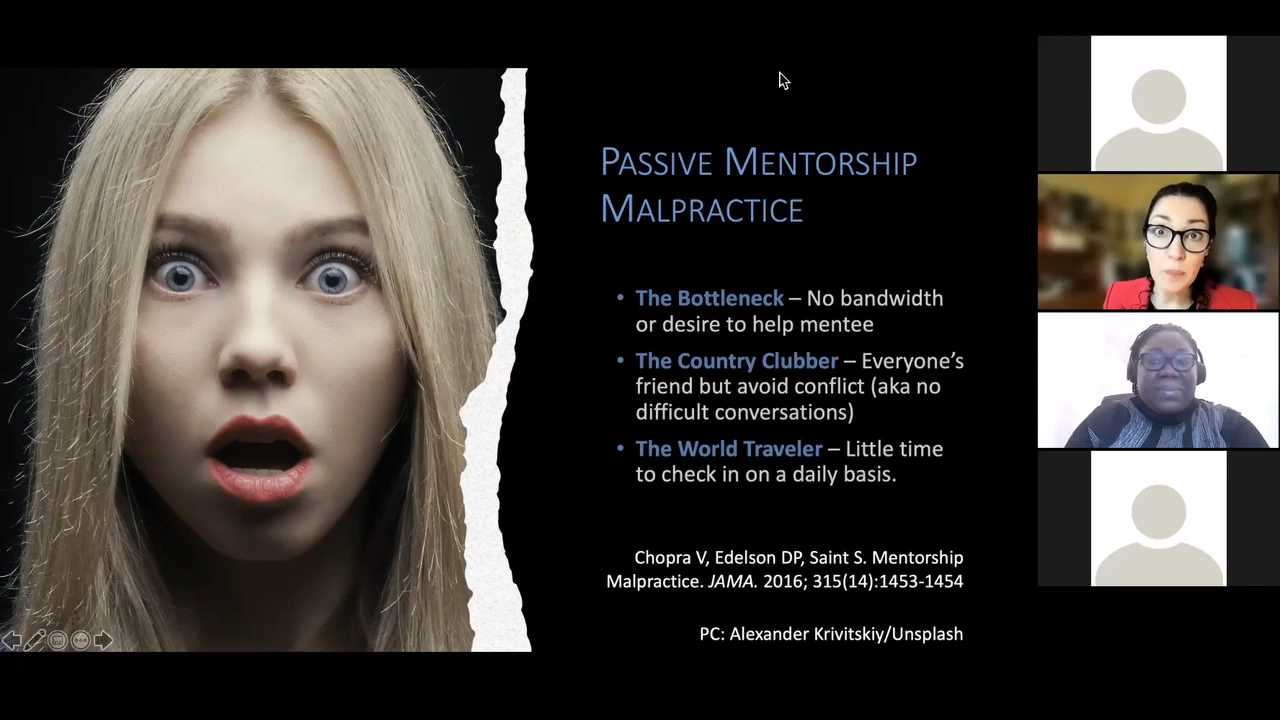 PASSIVE MENTORSHIP
MALPRACTICE
• The Bottleneck – No bandwidth
or desire to help mentee
• The Country Clubber – Everyone’s
friend but avoid conflict (aka no
difficult conversations)
• The World Traveler – Little time
to check in on a daily basis.
Chopra V, Edelson DP, Saint S. Mentorship
Malpractice. JAMA. 2016; 315(14):1453-1454
PC: Alexander Krivitskiy/Unsplash